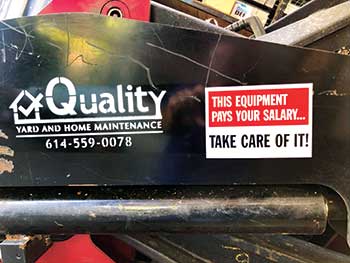 Quality
YARD AND HOME MAINTENANCE
614-559-0078
THIS EQUIPMENT
PAYS YOUR SALARY...
TAKE CARE OF IT!